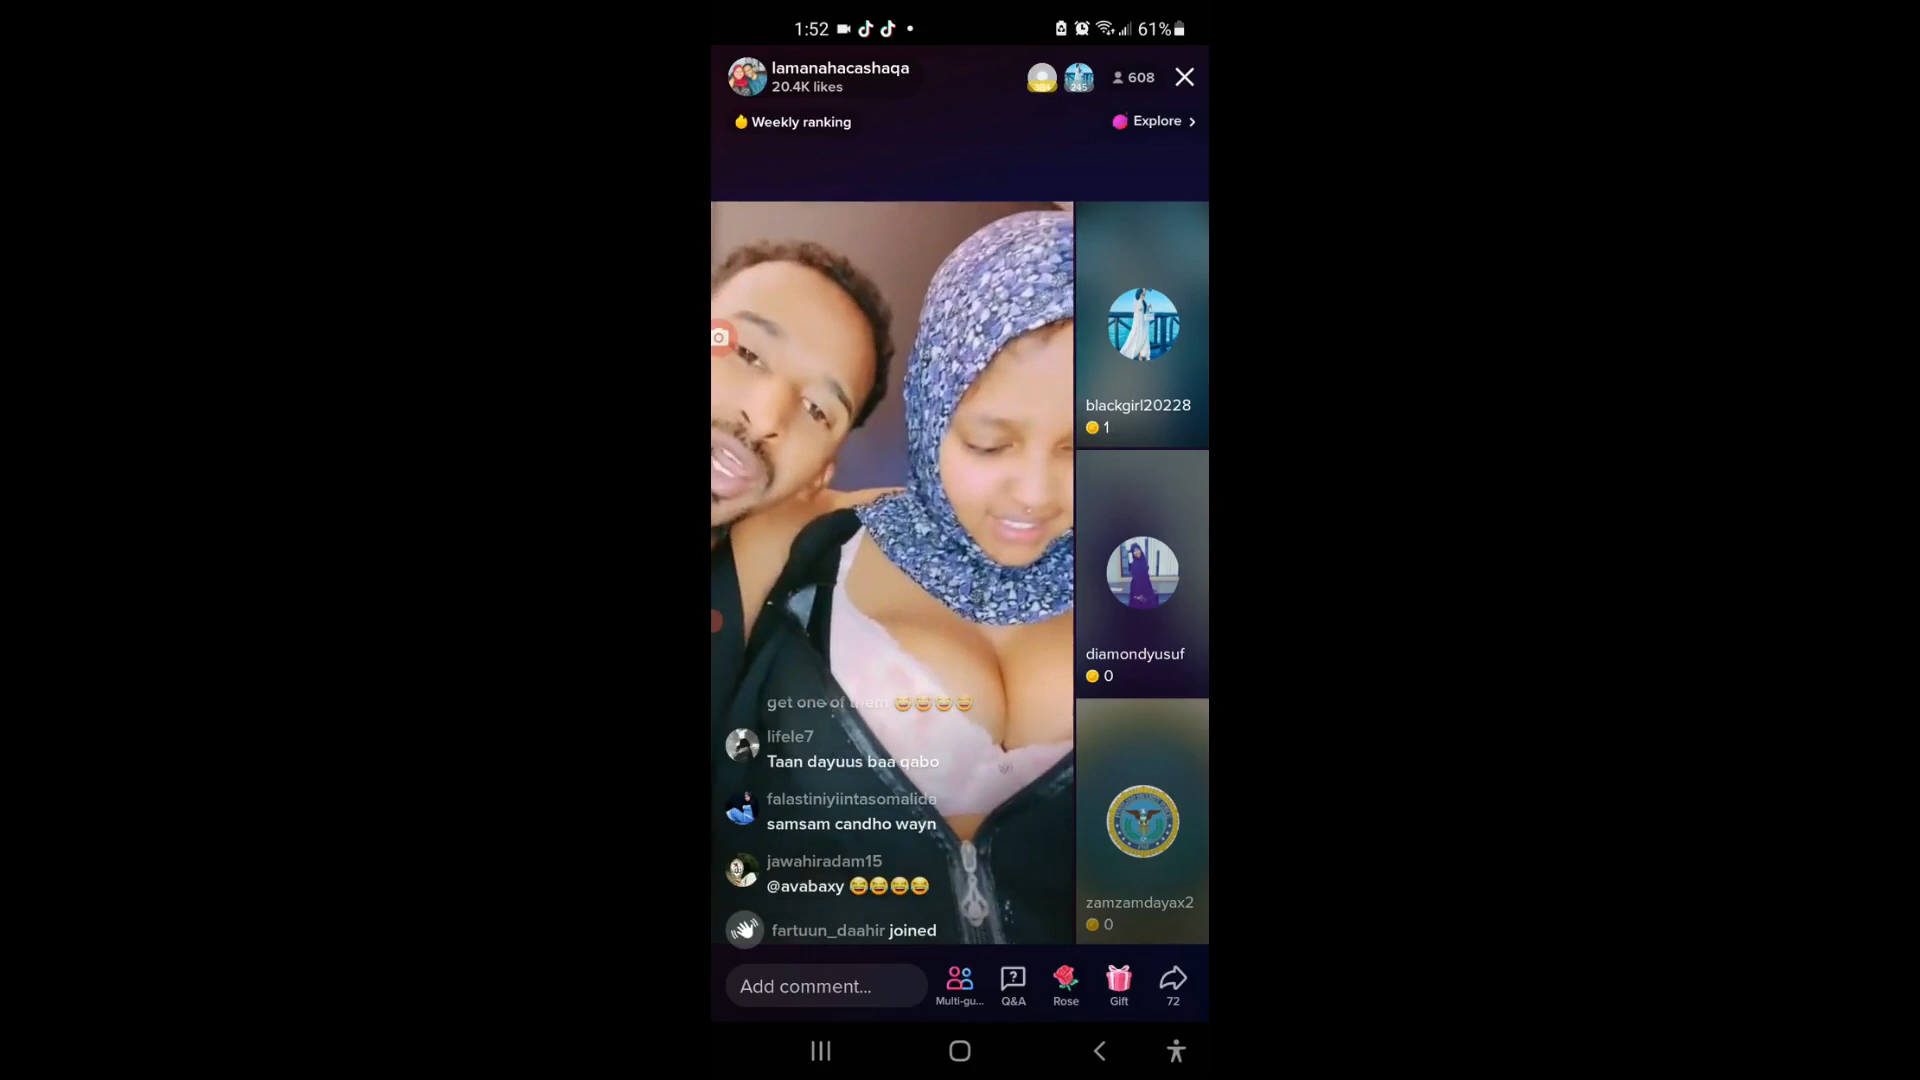 1:52
61%
lamanahacashaqa
20.4K likes
245
608
Weekly ranking
Explore
blackgirl20228
1
diamondyusuf
0
zamzamdayax2
0
get one of them 😂😂😂😂
lifele7
Taan dayuus baa qabo
falastiniyiintasomalida
samsam candho wayn
jawahiradam15
@avabaxy 😂😂😂😂
fartuun_daahir joined
Add comment...
Multi-gu...
Q&A
Rose
Gift
72